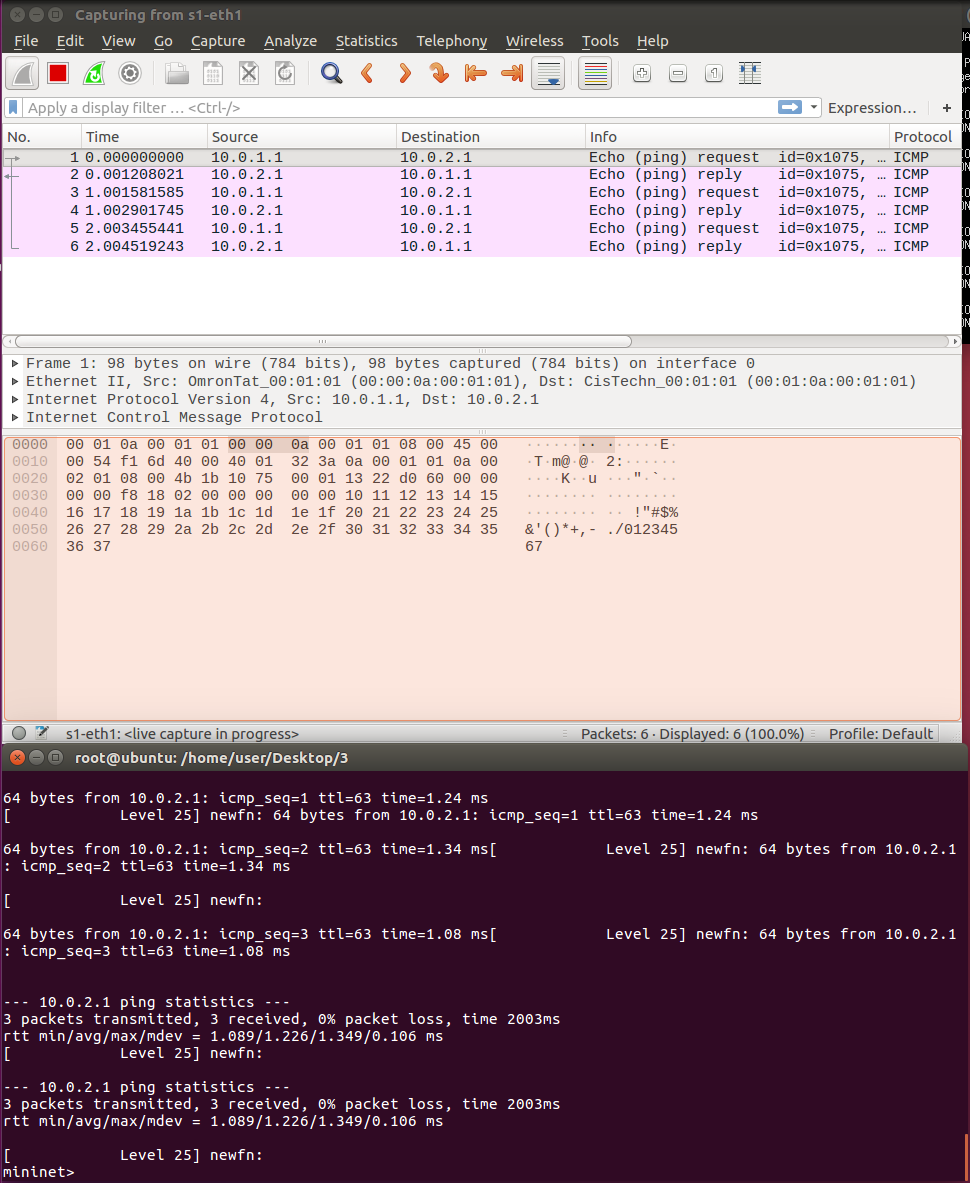 Capturing from s1-eth1
File Edit View Go Capture Analyze Statistics Telephony Wireless Tools Help
Apply a display filter … <Ctrl-/> Expression… +
No. Time Source Destination Info Protocol
1 0.000000000 10.0.1.1 10.0.2.1 Echo (ping) request id=0x1075, … ICMP
2 0.001208021 10.0.2.1 10.0.1.1 Echo (ping) reply id=0x1075, … ICMP
3 1.001581585 10.0.1.1 10.0.2.1 Echo (ping) request id=0x1075, … ICMP
4 1.002901745 10.0.2.1 10.0.1.1 Echo (ping) reply id=0x1075, … ICMP
5 2.003455441 10.0.1.1 10.0.2.1 Echo (ping) request id=0x1075, … ICMP
6 2.004519243 10.0.2.1 10.0.1.1 Echo (ping) reply id=0x1075, … ICMP
Frame 1: 98 bytes on wire (784 bits), 98 bytes captured (784 bits) on interface 0
Ethernet II, Src: OmronTat_00:01:01 (00:00:0a:00:01:01), Dst: CisTechn_00:01:01 (00:01:0a:00:01:01)
Internet Protocol Version 4, Src: 10.0.1.1, Dst: 10.0.2.1
Internet Control Message Protocol
0000 00 01 0a 00 01 01 00 00 0a 00 01 01 08 00 45 00 ········ ······E·
0010 00 54 f1 6d 40 00 40 01 32 3a 0a 00 01 01 0a 00 ·T·m@·@· 2:······
0020 02 01 08 00 4b 1b 10 75 00 01 13 22 d0 60 00 00 ····K··u ···"·`··
0030 00 00 f8 18 02 00 00 00 00 00 10 11 12 13 14 15 ········ ········
0040 16 17 18 19 1a 1b 1c 1d 1e 1f 20 21 22 23 24 25 ········ ·· !"#$%
0050 26 27 28 29 2a 2b 2c 2d 2e 2f 30 31 32 33 34 35 &'()*+,- ./012345
0060 36 37 67
s1-eth1: <live capture in progress> Packets: 6 · Displayed: 6 (100.0%) Profile: Default
root@ubuntu: /home/user/Desktop/3
64 bytes from 10.0.2.1: icmp_seq=1 ttl=63 time=1.24 ms
[ Level 25] newfn: 64 bytes from 10.0.2.1: icmp_seq=1 ttl=63 time=1.24 ms
64 bytes from 10.0.2.1: icmp_seq=2 ttl=63 time=1.34 ms[ Level 25] newfn: 64 bytes from 10.0.2.1
: icmp_seq=2 ttl=63 time=1.34 ms
[ Level 25] newfn:
64 bytes from 10.0.2.1: icmp_seq=3 ttl=63 time=1.08 ms[ Level 25] newfn: 64 bytes from 10.0.2.1
: icmp_seq=3 ttl=63 time=1.08 ms
--- 10.0.2.1 ping statistics ---
3 packets transmitted, 3 received, 0% packet loss, time 2003ms
rtt min/avg/max/mdev = 1.089/1.226/1.349/0.106 ms
[ Level 25] newfn:
--- 10.0.2.1 ping statistics ---
3 packets transmitted, 3 received, 0% packet loss, time 2003ms
rtt min/avg/max/mdev = 1.089/1.226/1.349/0.106 ms
[ Level 25] newfn:
mininet>